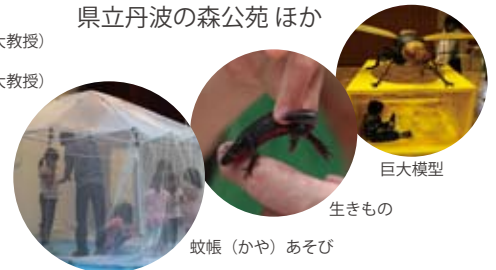 県立丹波の森公苑 ほか
大教授）
大教授）
巨大模型
生きもの
蚊帳（かや）あそび